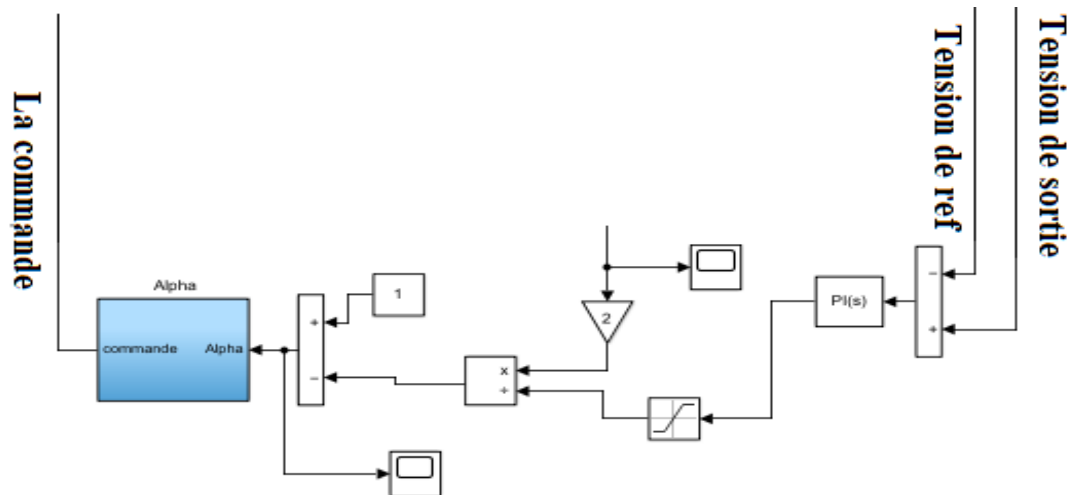 La commande
Alpha
commande
Alpha
+
−
1
2
×
÷
PI(s)
−
+
Tension de ref
Tension de sortie